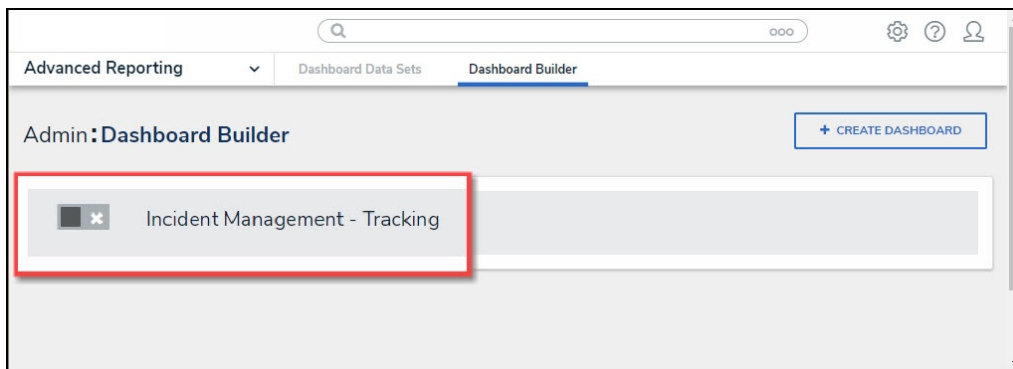 Advanced Reporting
Dashboard Data Sets
Dashboard Builder
Admin:Dashboard Builder
+ CREATE DASHBOARD
Incident Management - Tracking